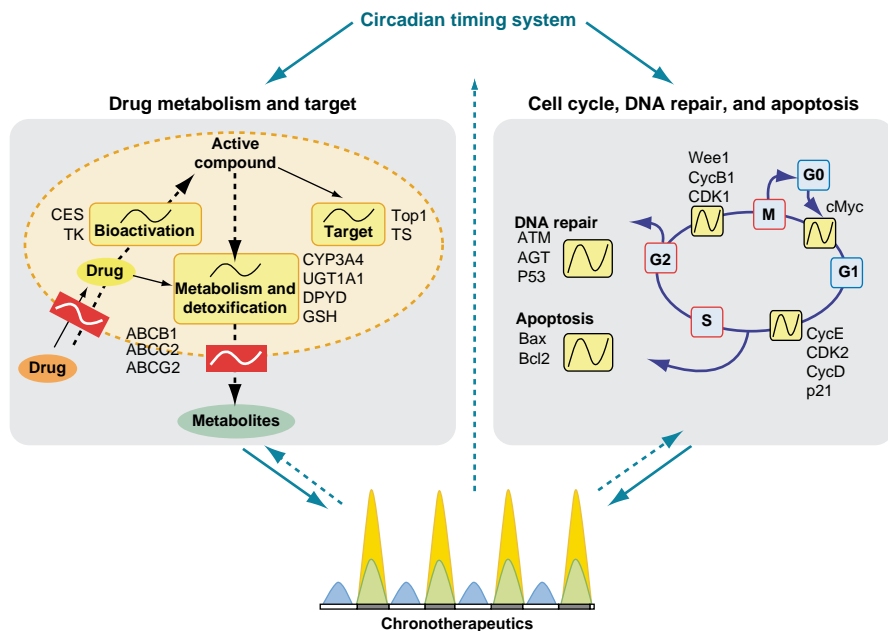 Circadian timing system
Drug metabolism and target
Active
compound
CES
TK
Bioactivation
Target
Top1
TS
Drug
Metabolism and
detoxification
CYP3A4
UGT1A1
DPYD
GSH
ABCB1
ABCC2
ABCG2
Drug
Metabolites
Cell cycle, DNA repair, and apoptosis
Wee1
CycB1
CDK1
G0
M
cMyc
DNA repair
ATM
AGT
P53
G2
G1
S
Apoptosis
Bax
Bcl2
CycE
CDK2
CycD
p21
Chronotherapeutics